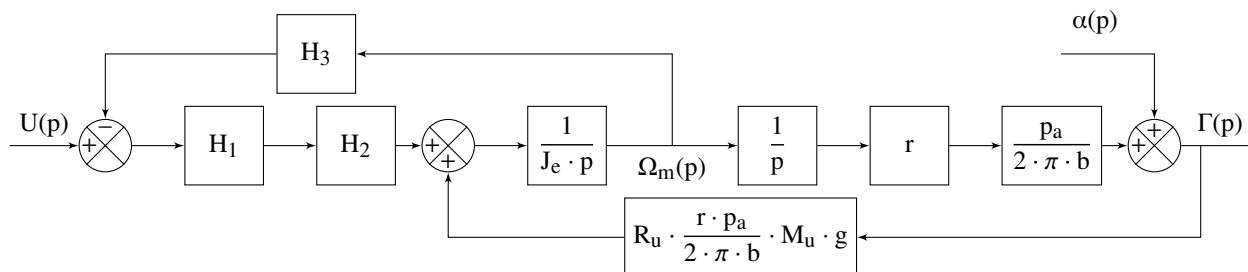 α(p)
H₃
U(p)
−
+
H₁
H₂
+
+
1
Jₑ · p
Ωₘ(p)
1
p
r
pₐ
2 · π · b
+
+
Γ(p)
Rᵤ · r · pₐ / 2 · π · b · Mᵤ · g